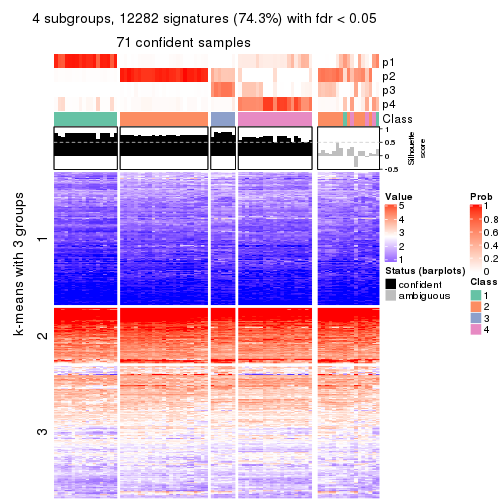 4 subgroups, 12282 signatures (74.3%) with fdr < 0.05
71 confident samples
p1
p2
p3
p4
Class
1
0.5
0
-0.5
Silhouette
score
k-means with 3 groups
1
2
3
Value
5
4
3
2
1
Status (barplots)
confident
ambiguous
Prob
1
0.8
0.6
0.4
0.2
0
Class
1
2
3
4